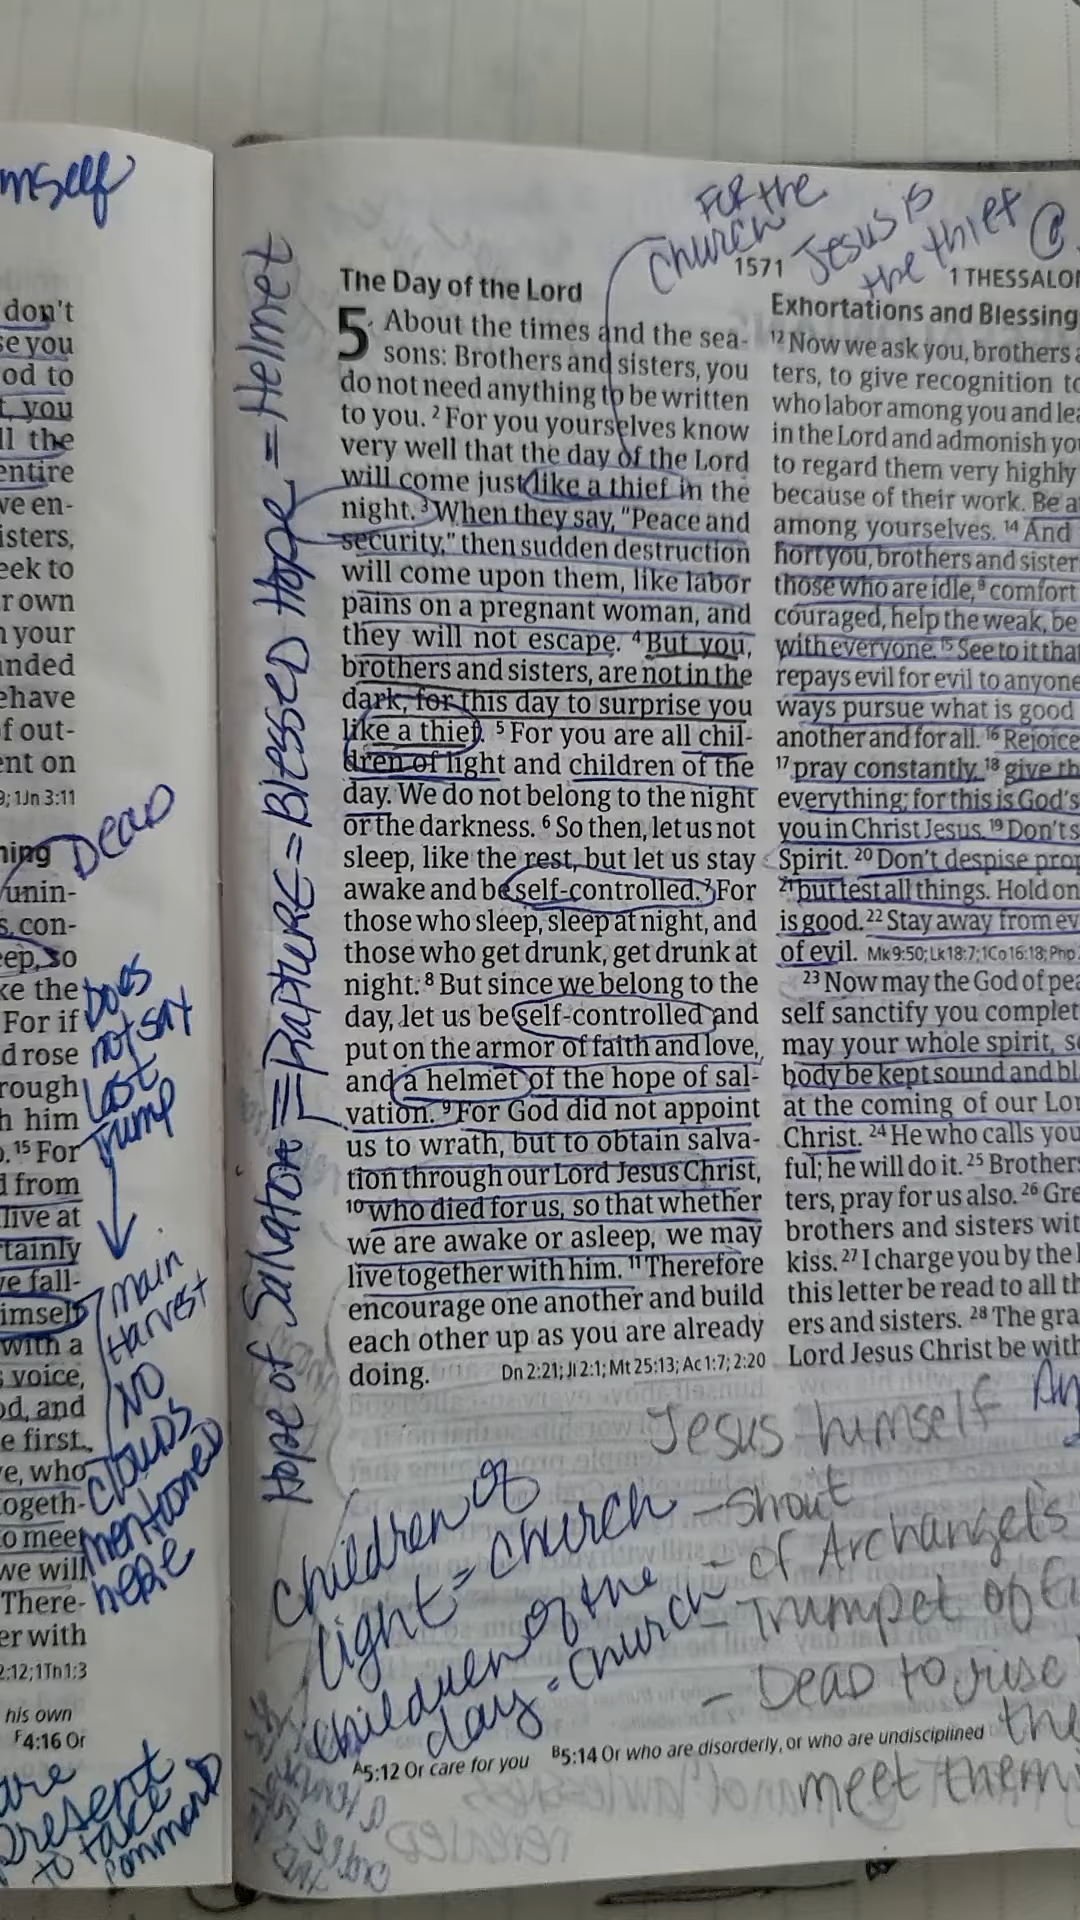 mself
don't
se you
od to
t, you
ll the
entire
ve en-
isters,
eek to
r own
n your
anded
ehave
f out-
ent on
9; 1Jn 3:11
Dead
ning
unin-
s, con-
eep, so
ke the
For if
d rose
rough
h him
p. 15 For
d from
live at
rtainly
ve fall-
imself
with a
s voice,
od, and
e first,
ve, who
ogeth-
o meet
we will
There-
er with
2:12; 1Th 1:3
his own
F4:16 Or
Does
not say
Last
Trump
main
Harvest
NO
clouds
mentioned
here
are
present
to take
command
Hope of Salvation = Rapture = Blessed Hope = Helmet
For the
church
Jesus is
the thief @
1571
1 THESSALO
The Day of the Lord
5 About the times and the sea-
sons: Brothers and sisters, you
do not need anything to be written
to you. 2 For you yourselves know
very well that the day of the Lord
will come just like a thief in the
night. 3 When they say, "Peace and
security," then sudden destruction
will come upon them, like labor
pains on a pregnant woman, and
they will not escape. 4 But you,
brothers and sisters, are not in the
dark, for this day to surprise you
like a thief. 5 For you are all chil-
dren of light and children of the
day. We do not belong to the night
or the darkness. 6 So then, let us not
sleep, like the rest, but let us stay
awake and be self-controlled. 7 For
those who sleep, sleep at night, and
those who get drunk, get drunk at
night. 8 But since we belong to the
day, let us be self-controlled and
put on the armor of faith and love,
and a helmet of the hope of sal-
vation. 9 For God did not appoint
us to wrath, but to obtain salva-
tion through our Lord Jesus Christ,
10 who died for us, so that whether
we are awake or asleep, we may
live together with him. 11 Therefore
encourage one another and build
each other up as you are already
doing. Dn 2:21; Jl 2:1; Mt 25:13; Ac 1:7; 2:20
Exhortations and Blessing
12 Now we ask you, brothers a
ters, to give recognition to
who labor among you and lea
in the Lord and admonish you
to regard them very highly
because of their work. Be a
among yourselves. 14 And
hort you, brothers and sister
those who are idle,B comfort
couraged, help the weak, be
with everyone. 15 See to it that
repays evil for evil to anyone
ways pursue what is good
another and for all. 16 Rejoice
17 pray constantly, 18 give th
everything; for this is God's
you in Christ Jesus. 19 Don't s
Spirit. 20 Don't despise prop
21 but test all things. Hold on
is good. 22 Stay away from ev
of evil. Mk 9:50; Lk 18:7; 1Co 16:18; Php
23 Now may the God of pea
self sanctify you complet
may your whole spirit, s
body be kept sound and bl
at the coming of our Lor
Christ. 24 He who calls you
ful; he will do it. 25 Brother
ters, pray for us also. 26 Gre
brothers and sisters wit
kiss. 27 I charge you by the L
this letter be read to all th
ers and sisters. 28 The gra
Lord Jesus Christ be with
Jesus himself
- Shout
- of Archangels
- Trumpet of
- Dead to rise
the
meet them
children of
light = church
children of the
day = church
A5:12 Or care for you B5:14 Or who are disorderly, or who are undisciplined